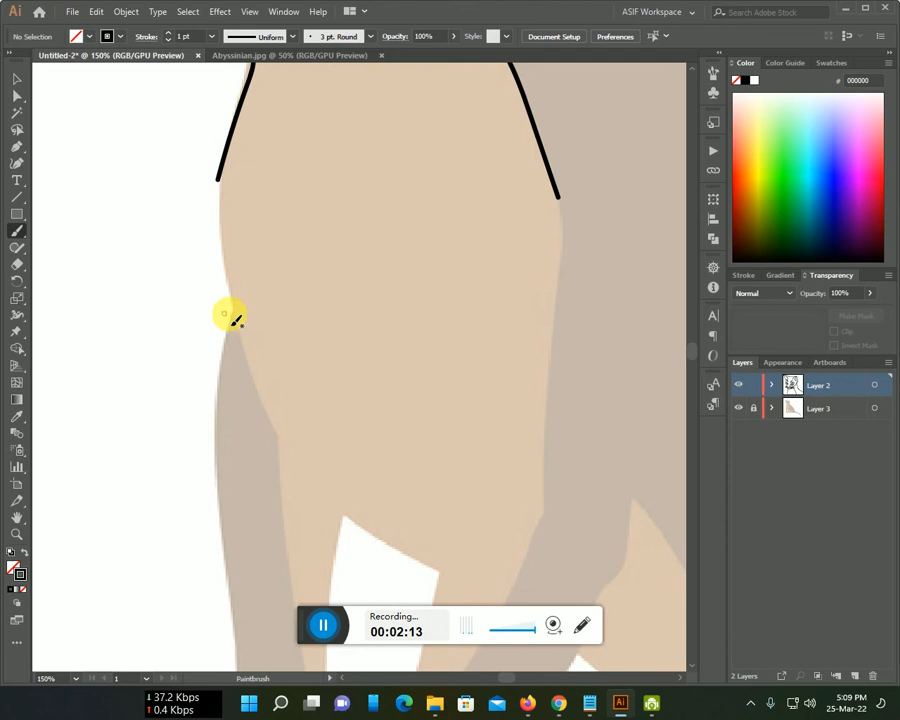 Ai File Edit Object Type Select Effect View Window Help ASIF Workspace Search Adobe Stock
No Selection Stroke: 1 pt Uniform 3 pt. Round Opacity: 100% Style: Document Setup Preferences
Untitled-2* @ 150% (RGB/GPU Preview) × Abyssinian.jpg @ 50% (RGB/GPU Preview) ×
Color Color Guide Swatches
# 000000
Stroke Gradient Transparency
Normal Opacity: 100%
Make Mask
Clip
Invert Mask
Layers Appearance Artboards
Layer 2
Layer 3
2 Layers
Recording...
00:02:13
150% 1 Paintbrush
↓ 37.2 Kbps
↑ 0.4 Kbps
5:09 PM
25-Mar-22